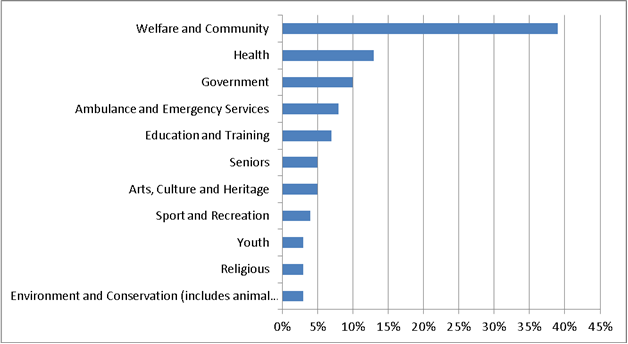 Welfare and Community
Health
Government
Ambulance and Emergency Services
Education and Training
Seniors
Arts, Culture and Heritage
Sport and Recreation
Youth
Religious
Environment and Conservation (includes animal...
0% 5% 10% 15% 20% 25% 30% 35% 40% 45%